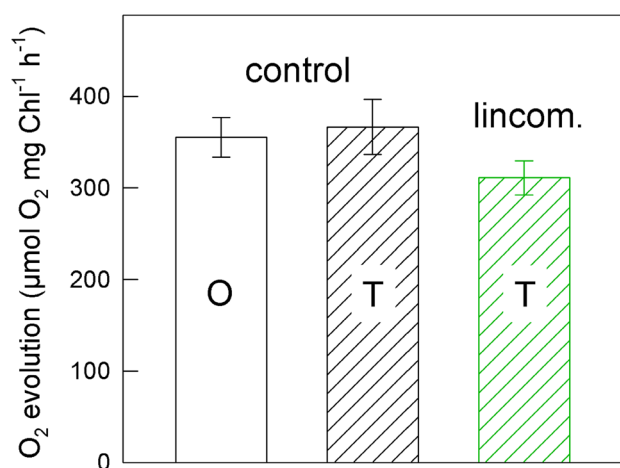 O₂ evolution (µmol O₂ mg Chl⁻¹ h⁻¹)
400
300
200
100
0
control
lincom.
O
T
T